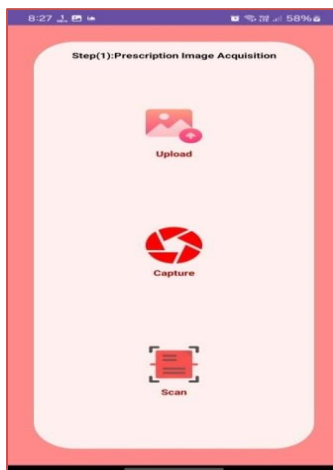 8:27
58%
Step(1):Prescription Image Acquisition
Upload
Capture
Scan